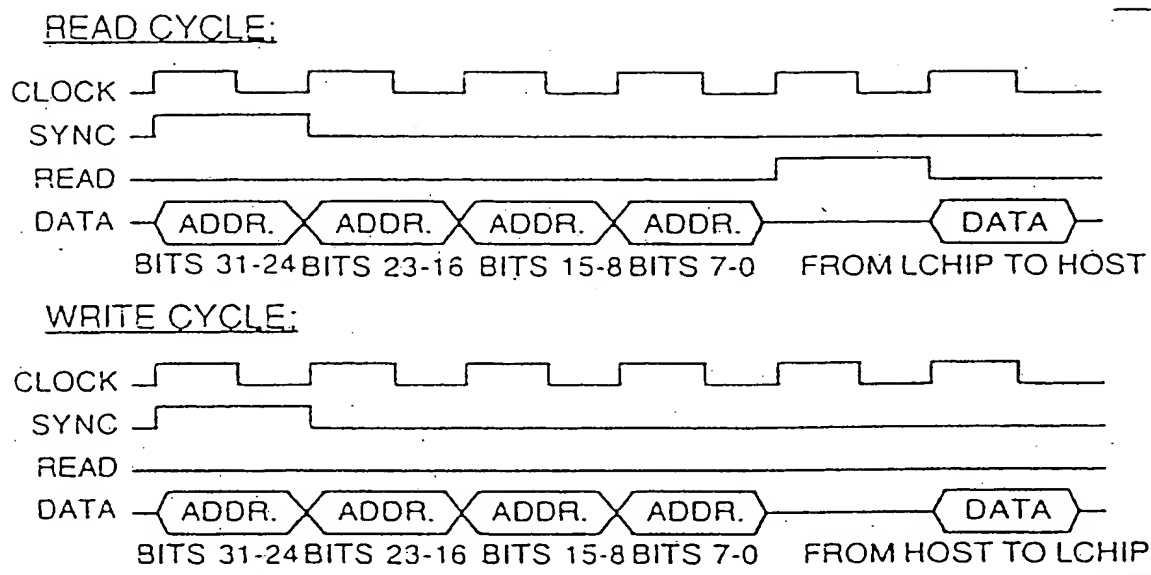 READ CYCLE:
CLOCK
SYNC
READ
DATA ADDR. ADDR. ADDR. ADDR. DATA
BITS 31-24 BITS 23-16 BITS 15-8 BITS 7-0 FROM LCHIP TO HOST
WRITE CYCLE:
CLOCK
SYNC
READ
DATA ADDR. ADDR. ADDR. ADDR. DATA
BITS 31-24 BITS 23-16 BITS 15-8 BITS 7-0 FROM HOST TO LCHIP